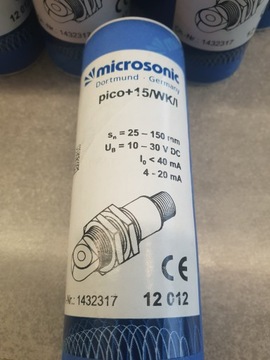 microsonic
Dortmund · Germany
pico+15/WK/I
sn = 25 – 150 mm
UB = 10 – 30 V DC
I0 < 40 mA
4 - 20 mA
CE
-Nr.: 1432317
12 012
1432317